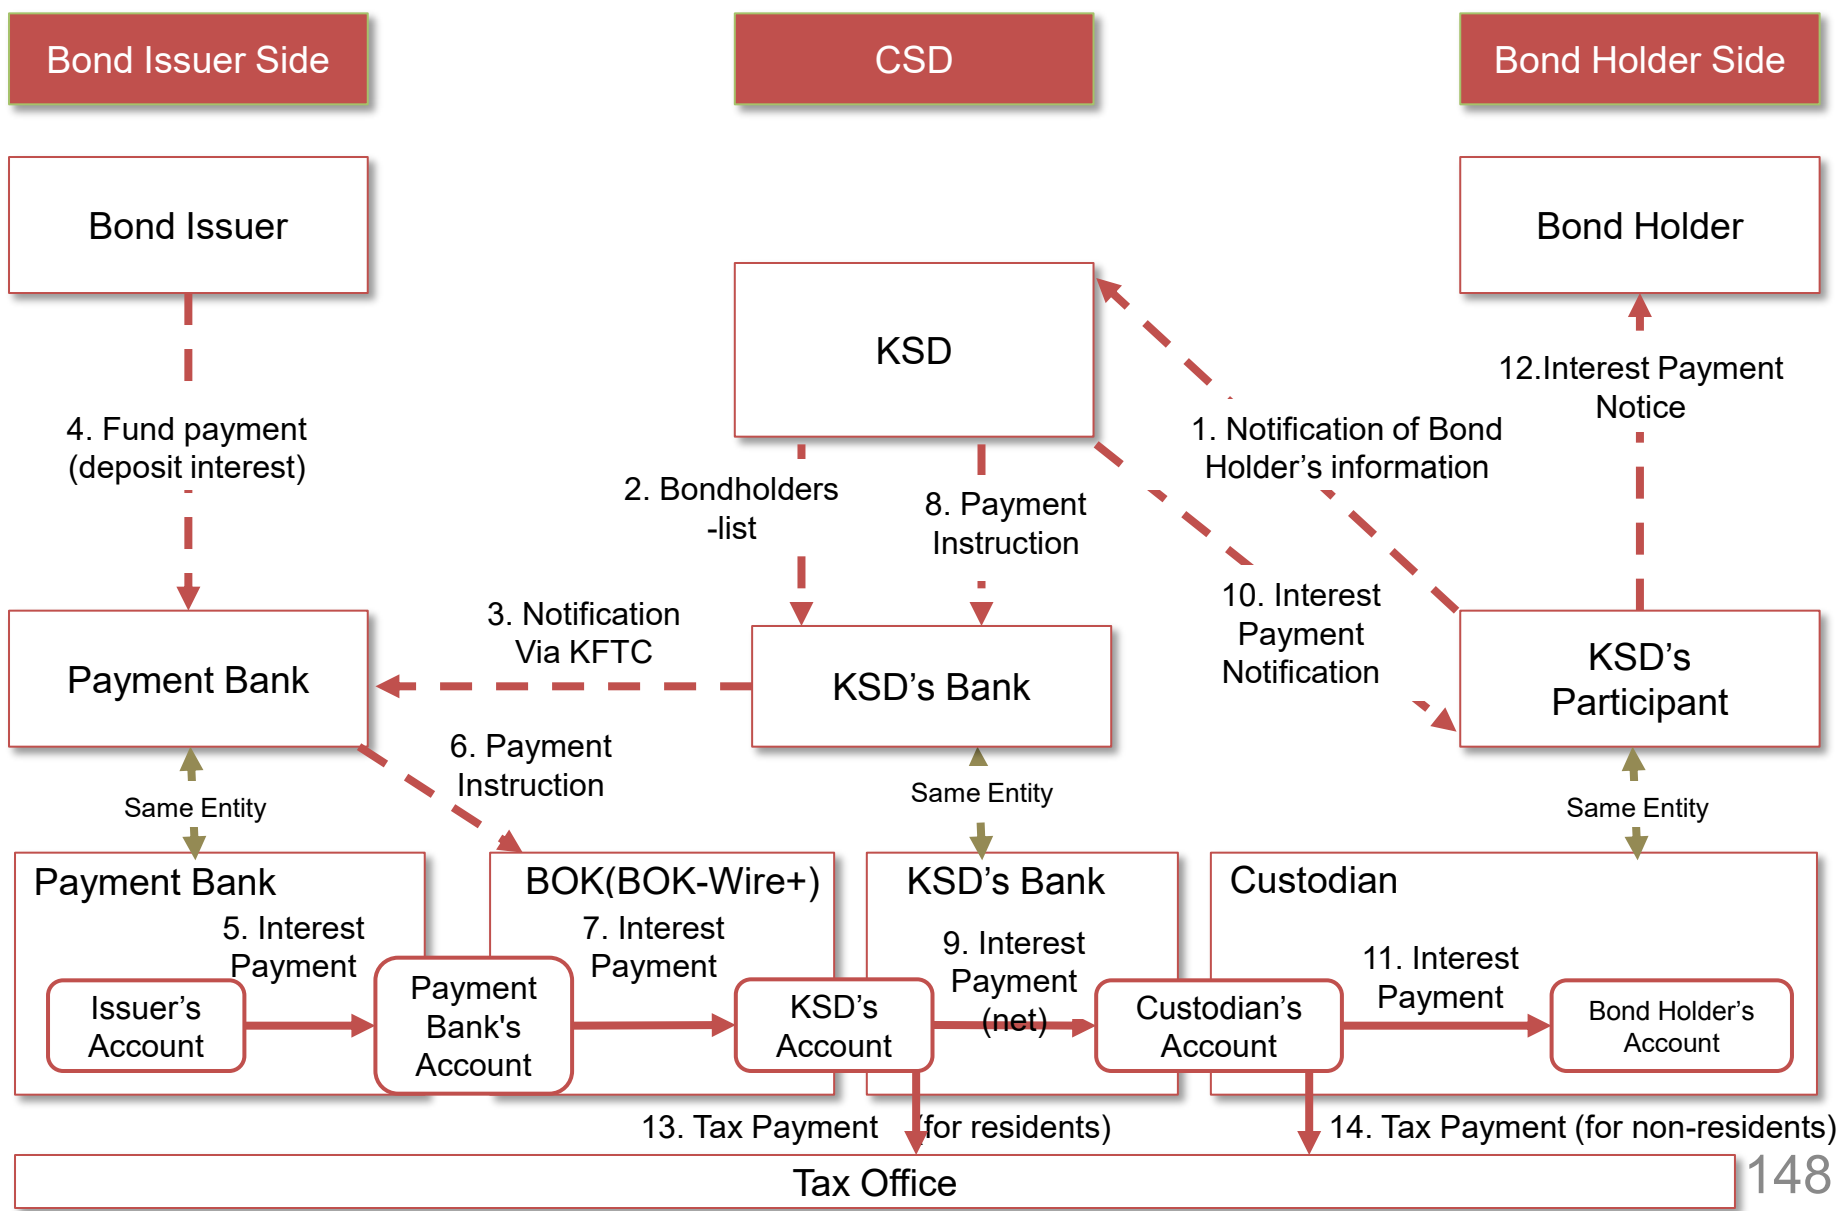 Bond Issuer Side
CSD
Bond Holder Side
Bond Issuer
Bond Holder
KSD
12.Interest Payment
Notice
4. Fund payment
(deposit interest)
1. Notification of Bond
Holder’s information
2. Bondholders
-list
8. Payment
Instruction
3. Notification
Via KFTC
10. Interest
Payment
Notification
Payment Bank
KSD’s Bank
KSD’s
Participant
6. Payment
Instruction
Same Entity
Same Entity
Same Entity
Payment Bank
BOK(BOK-Wire+)
KSD’s Bank
Custodian
5. Interest
Payment
7. Interest
Payment
9. Interest
Payment
(net)
11. Interest
Payment
Issuer’s
Account
Payment
Bank's
Account
KSD’s
Account
Custodian’s
Account
Bond Holder’s
Account
13. Tax Payment (for residents)
14. Tax Payment (for non-residents)
Tax Office
148